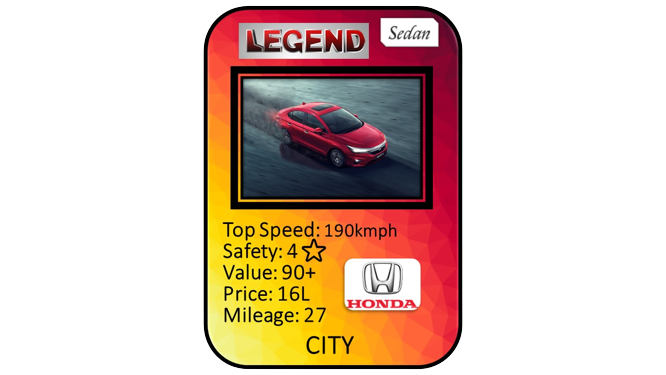 LEGEND
Sedan
Top Speed: 190kmph
Safety: 4
Value: 90+
Price: 16L
Mileage: 27
HONDA
CITY